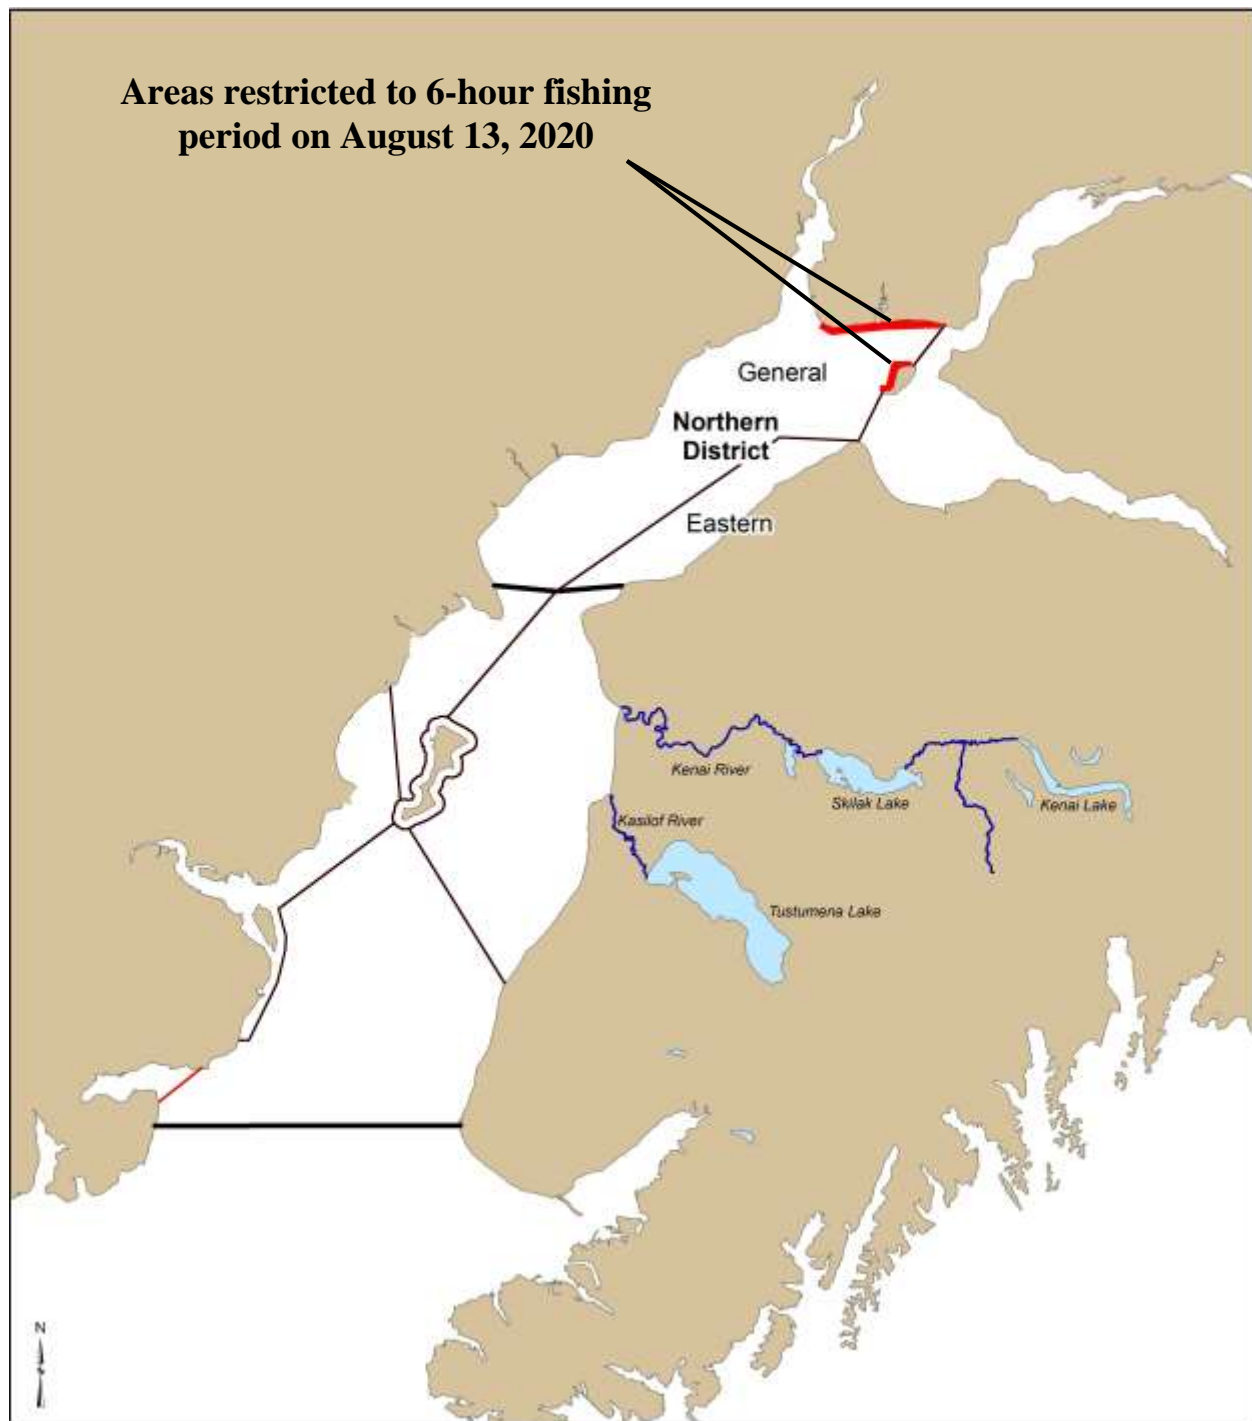 Areas restricted to 6-hour fishing
period on August 13, 2020
General
Northern
District
Eastern
Kenai River
Skilak Lake
Kenai Lake
Kasilof River
Tustumena Lake
N